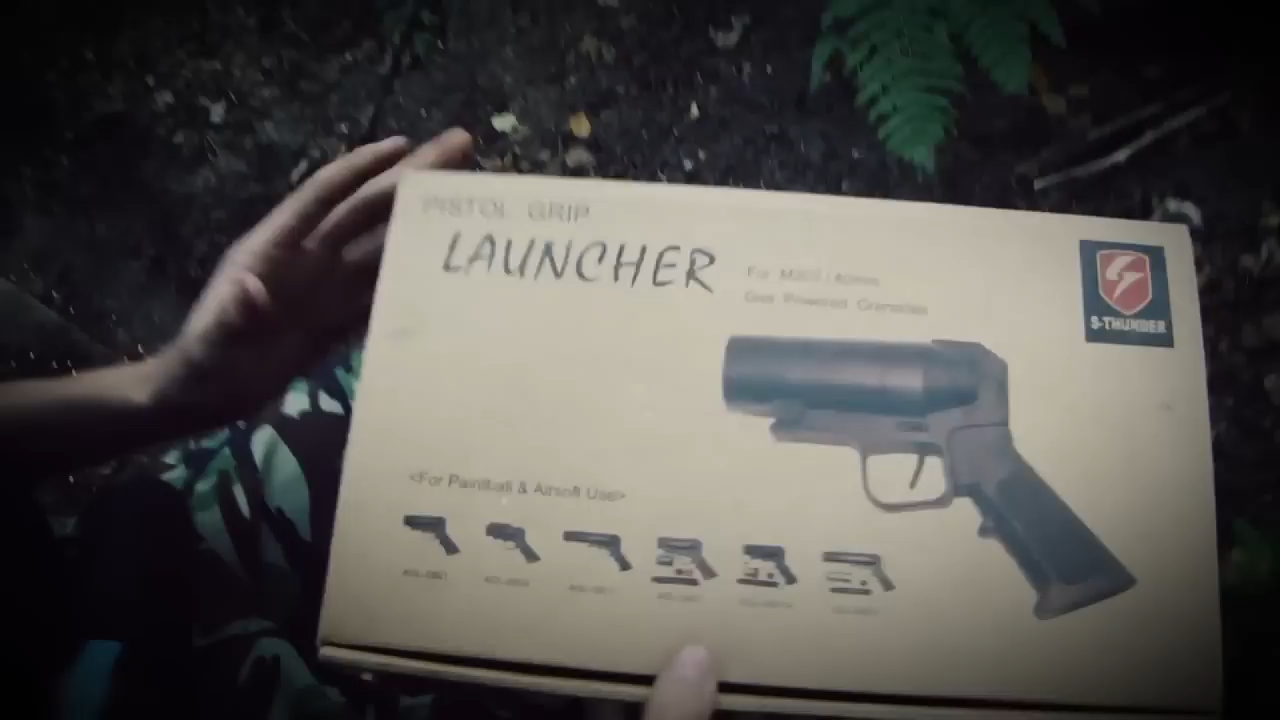 PISTOL GRIP
LAUNCHER
For M203 / 40mm
Gas Powered Grenades
S-THUNDER
<For Paintball & Airsoft Use>